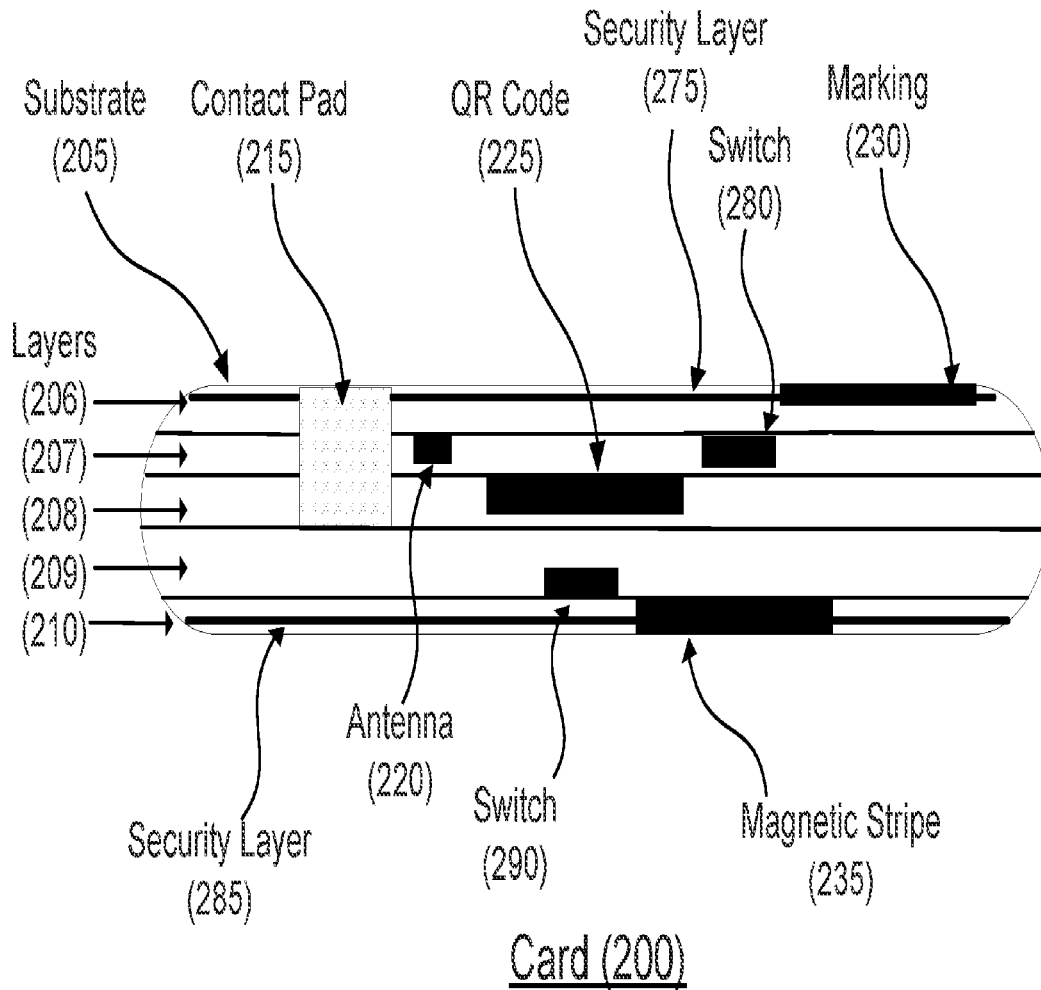 Security Layer
(275)
Substrate
(205)
Contact Pad
(215)
QR Code
(225)
Marking
(230)
Switch
(280)
Layers
(206)
(207)
(208)
(209)
(210)
Antenna
(220)
Switch
(290)
Magnetic Stripe
(235)
Security Layer
(285)
Card (200)